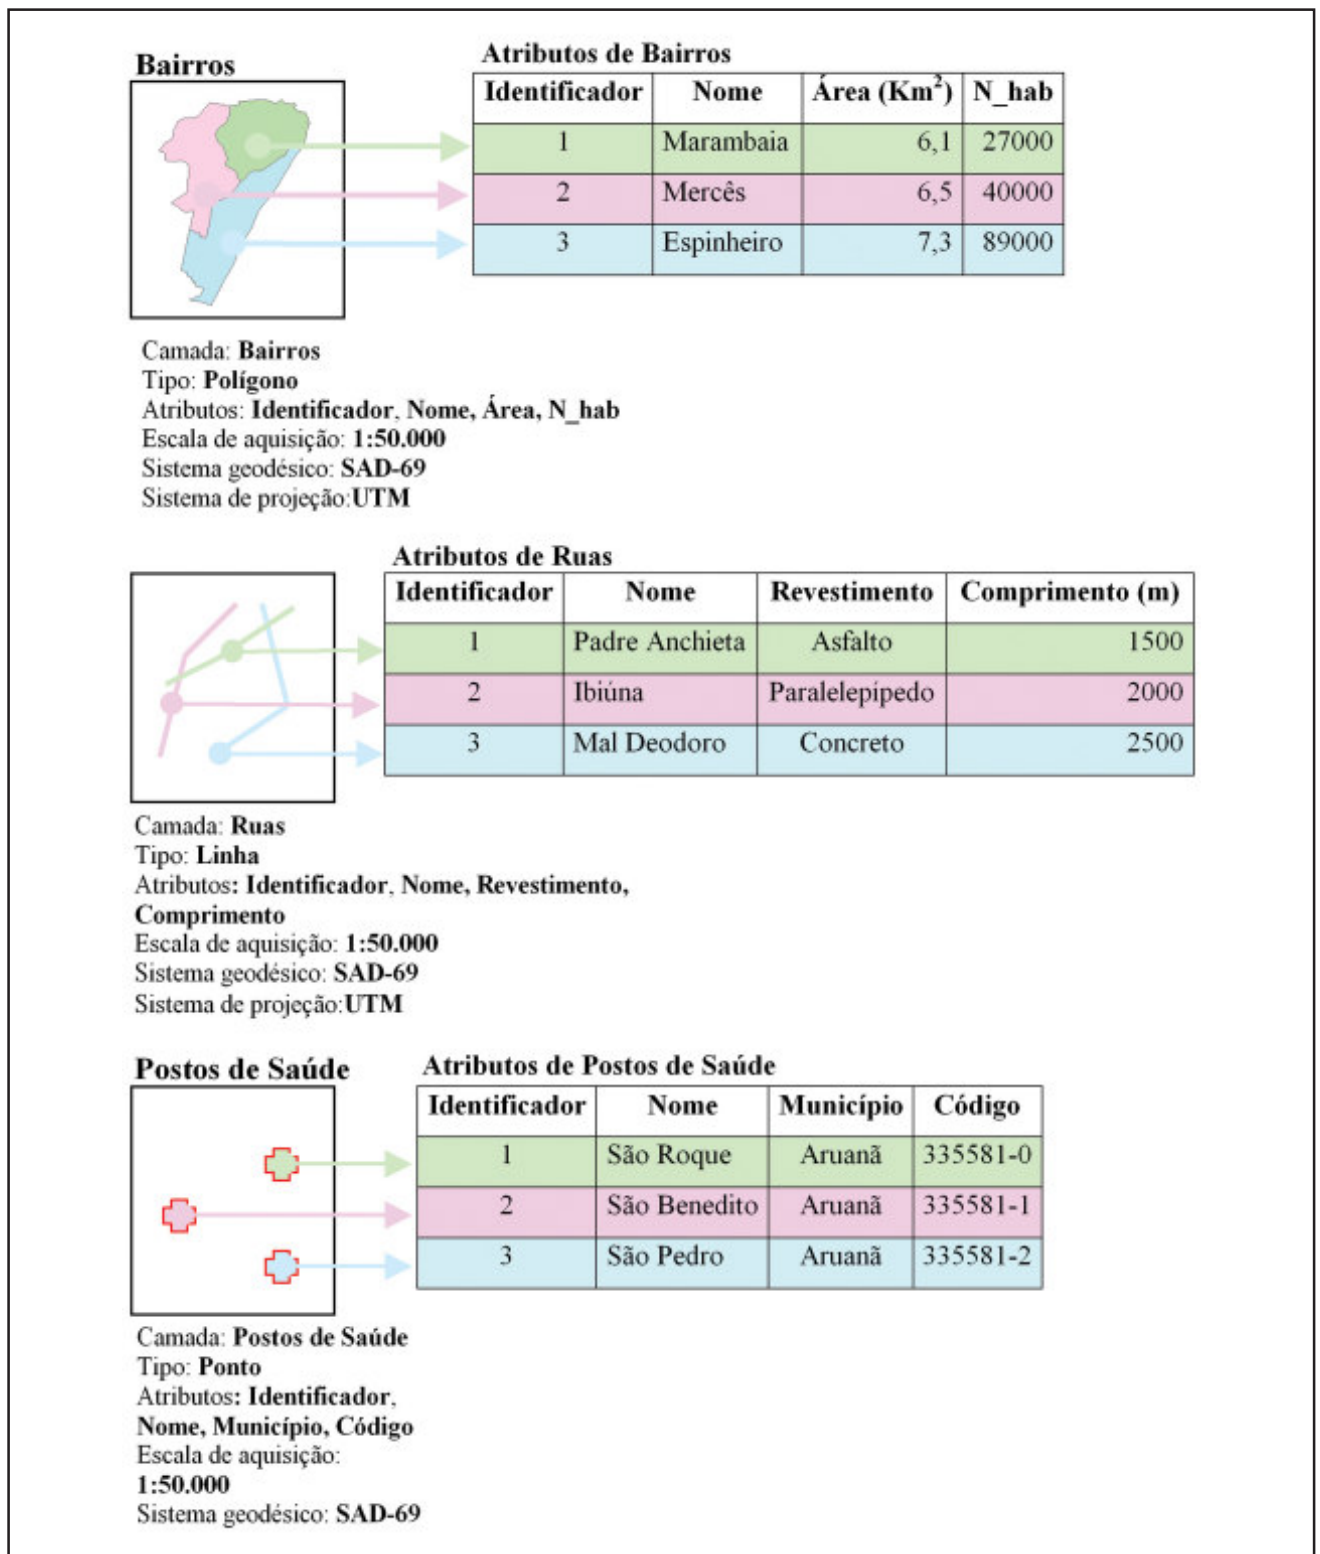 Bairros
Atributos de Bairros
Identificador Nome Área (Km²) N_hab
1 Marambaia 6,1 27000
2 Mercês 6,5 40000
3 Espinheiro 7,3 89000
Camada: Bairros
Tipo: Polígono
Atributos: Identificador, Nome, Área, N_hab
Escala de aquisição: 1:50.000
Sistema geodésico: SAD-69
Sistema de projeção:UTM
Atributos de Ruas
Identificador Nome Revestimento Comprimento (m)
1 Padre Anchieta Asfalto 1500
2 Ibiúna Paralelepípedo 2000
3 Mal Deodoro Concreto 2500
Camada: Ruas
Tipo: Linha
Atributos: Identificador, Nome, Revestimento,
Comprimento
Escala de aquisição: 1:50.000
Sistema geodésico: SAD-69
Sistema de projeção:UTM
Postos de Saúde
Atributos de Postos de Saúde
Identificador Nome Município Código
1 São Roque Aruanã 335581-0
2 São Benedito Aruanã 335581-1
3 São Pedro Aruanã 335581-2
Camada: Postos de Saúde
Tipo: Ponto
Atributos: Identificador,
Nome, Município, Código
Escala de aquisição:
1:50.000
Sistema geodésico: SAD-69